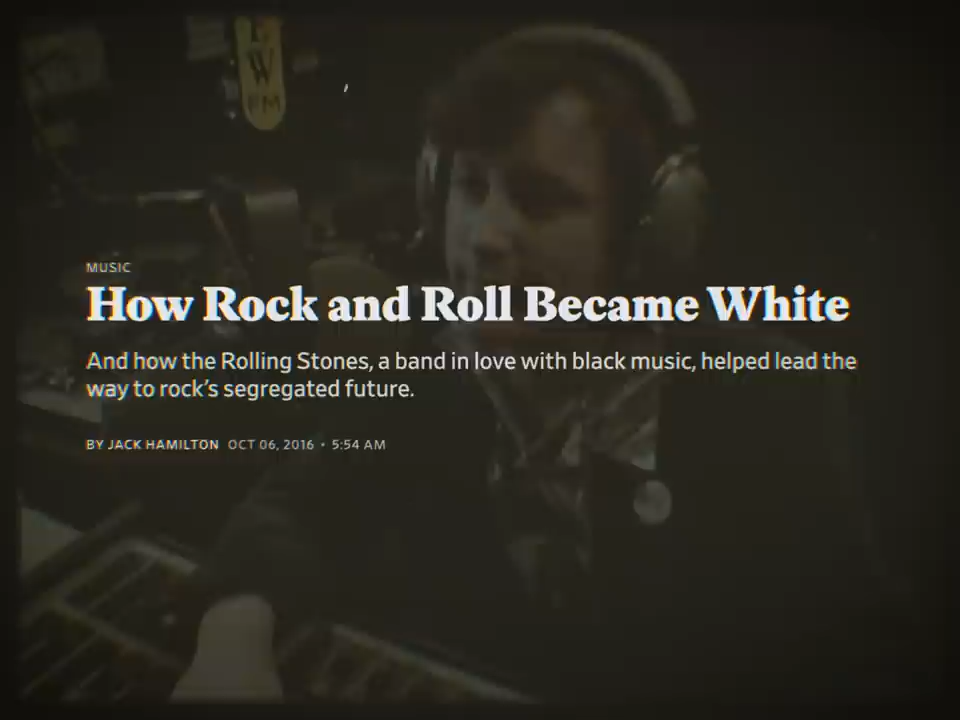 W
FM
MUSIC
How Rock and Roll Became White
And how the Rolling Stones, a band in love with black music, helped lead the
way to rock’s segregated future.
BY JACK HAMILTON OCT 06, 2016 • 5:54 AM